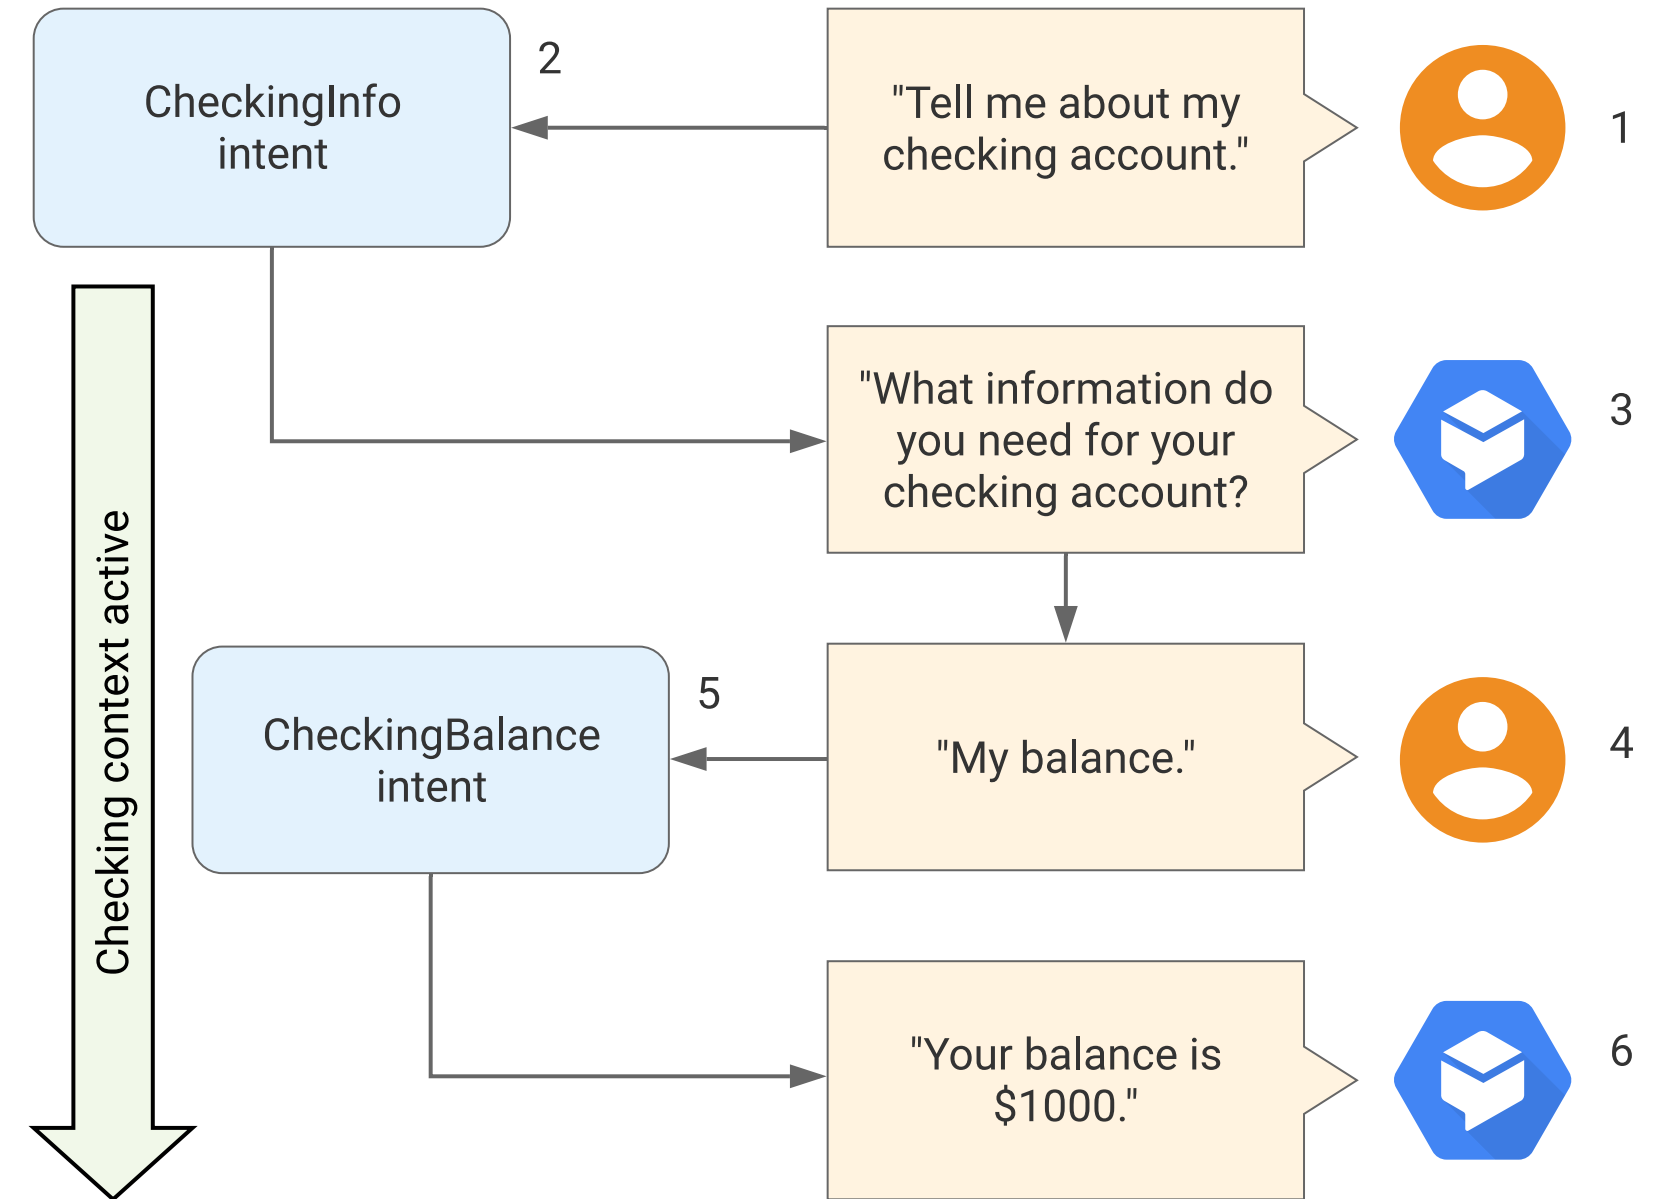 CheckingInfo
intent
2
"Tell me about my
checking account."
1
"What information do
you need for your
checking account?
3
Checking context active
CheckingBalance
intent
5
"My balance."
4
"Your balance is
$1000."
6